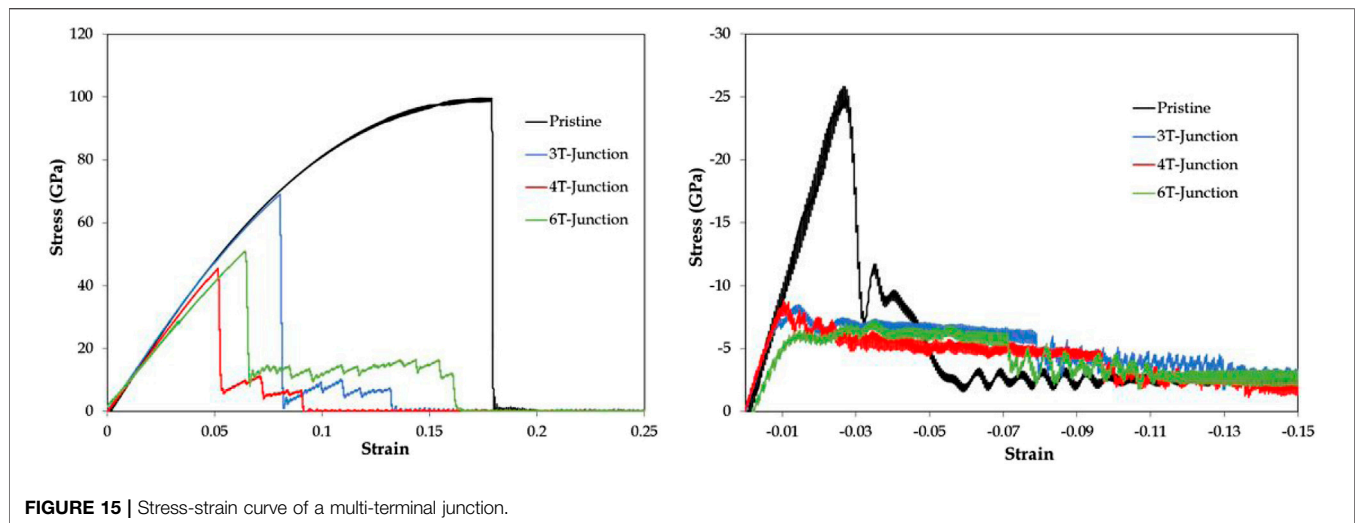 120
100
80
60
40
20
0
Stress (GPa)
0
0.05
0.1
0.15
0.2
0.25
Strain
Pristine
3T-Junction
4T-Junction
6T-Junction
-30
-25
-20
-15
-10
-5
0
Stress (GPa)
-0.01
-0.03
-0.05
-0.07
-0.09
-0.11
-0.13
-0.15
Strain
Pristine
3T-Junction
4T-Junction
6T-Junction
FIGURE 15 | Stress-strain curve of a multi-terminal junction.